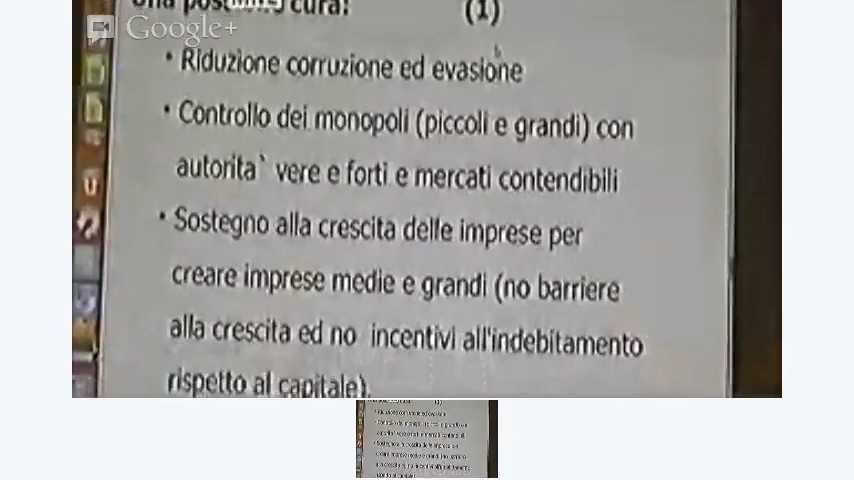 Google+
Una cura: (1)
• Riduzione corruzione ed evasione
• Controllo dei monopoli (piccoli e grandi) con
autorita` vere e forti e mercati contendibili
• Sostegno alla crescita delle imprese per
creare imprese medie e grandi (no barriere
alla crescita ed no incentivi all'indebitamento
rispetto al capitale).